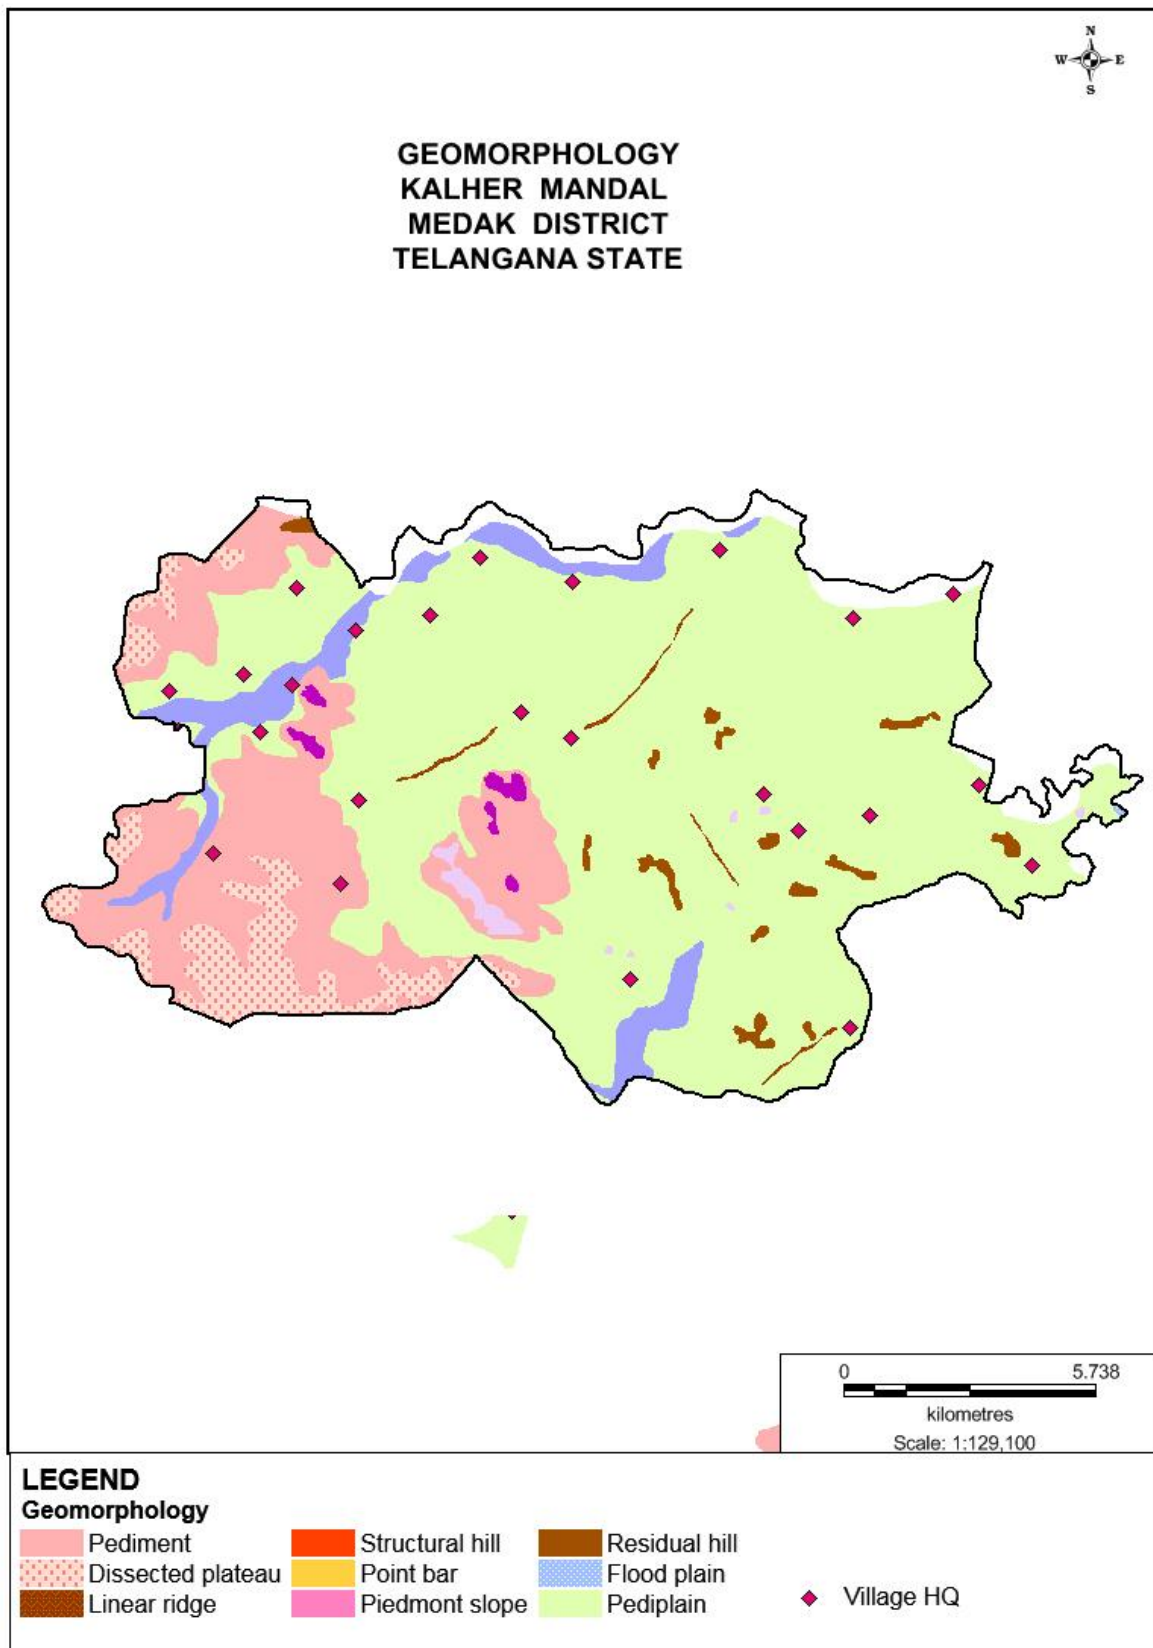 N
W E
S
GEOMORPHOLOGY
KALHER MANDAL
MEDAK DISTRICT
TELANGANA STATE
0 5.738
kilometres
Scale: 1:129,100
LEGEND
Geomorphology
Pediment Structural hill Residual hill
Dissected plateau Point bar Flood plain
Linear ridge Piedmont slope Pediplain
Village HQ